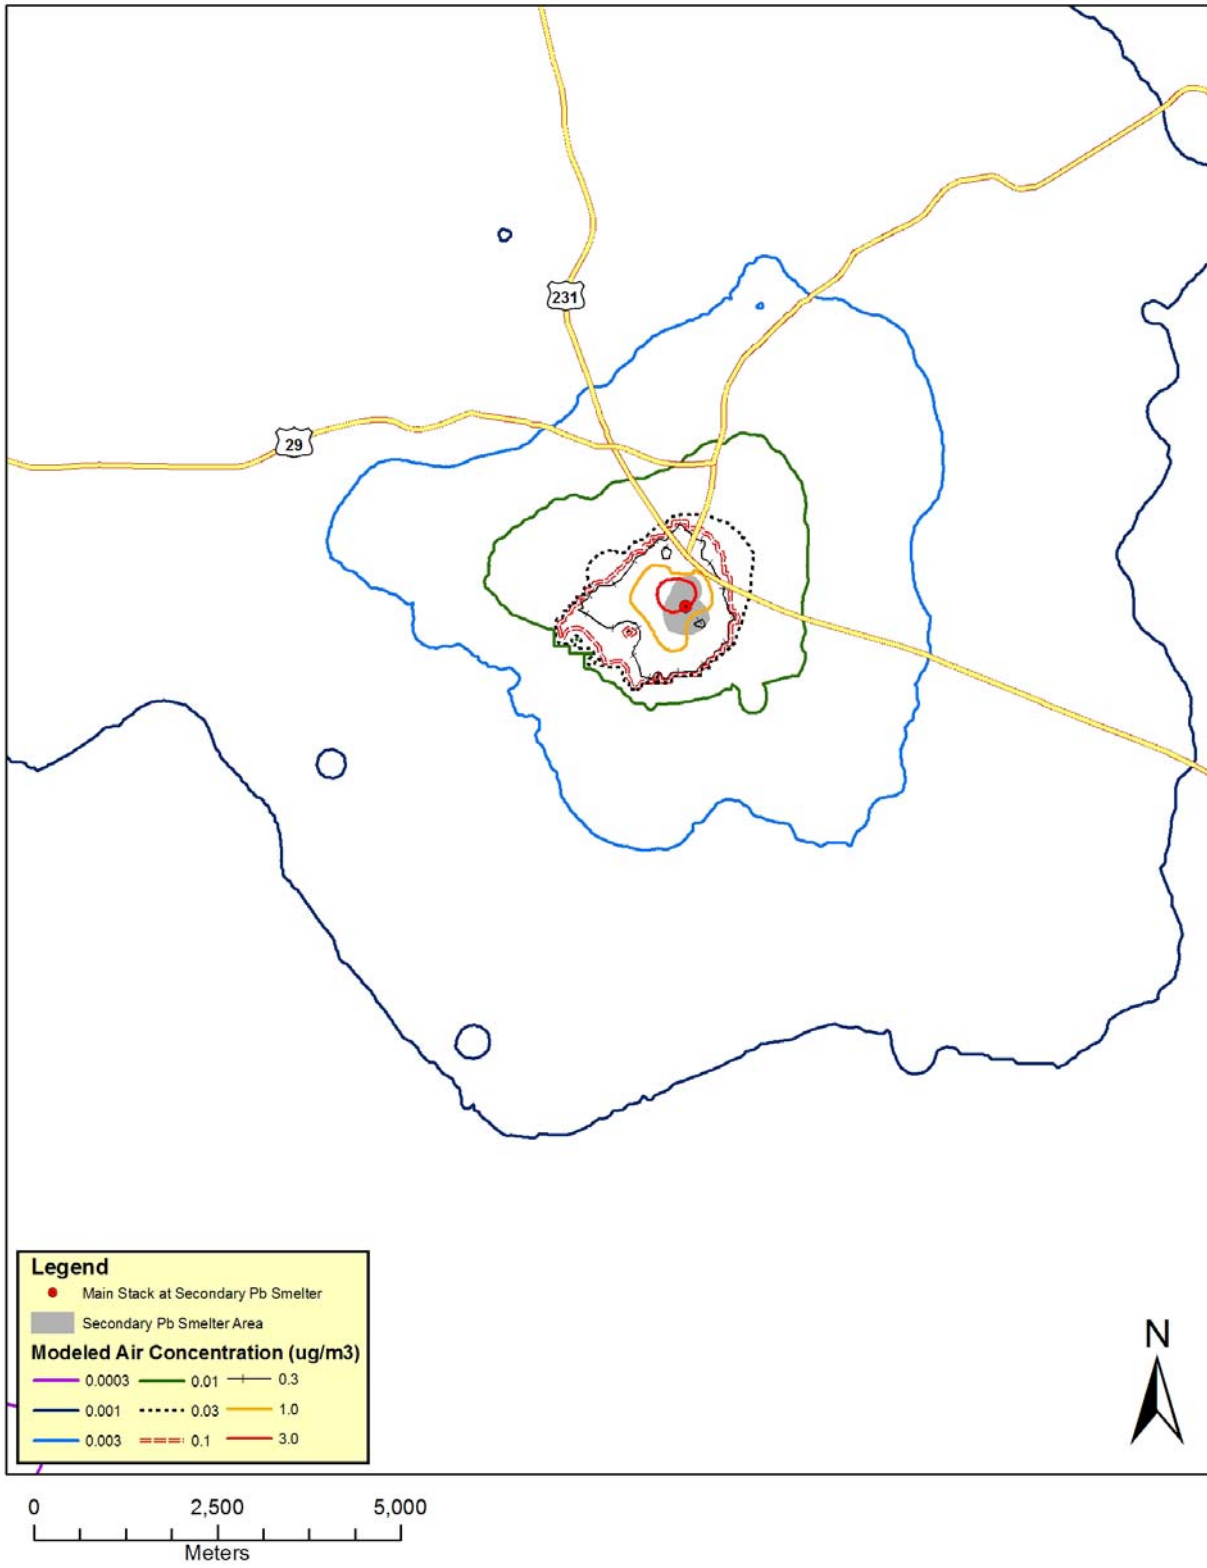 231
29
Legend
Main Stack at Secondary Pb Smelter
Secondary Pb Smelter Area
Modeled Air Concentration (ug/m3)
0.0003 0.01 0.3
0.001 0.03 1.0
0.003 0.1 3.0
N
0 2,500 5,000
Meters